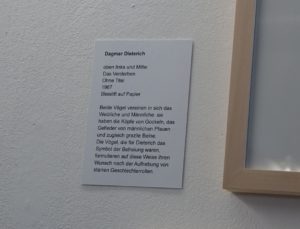 Dagmar Dieterich
oben links und Mitte
Das Verderben
Ohne Titel
1987
Bleistift auf Papier
Beide Vögel vereinen in sich das
Weibliche und Männliche: sie
haben die Köpfe von Gockeln, das
Gefieder von männlichen Pfauen
und zugleich grazile Beine.
Die Vögel, die für Dieterich das
Symbol der Befreiung waren,
formulieren auf diese Weise ihren
Wunsch nach der Aufhebung von
starren Geschlechterrollen.